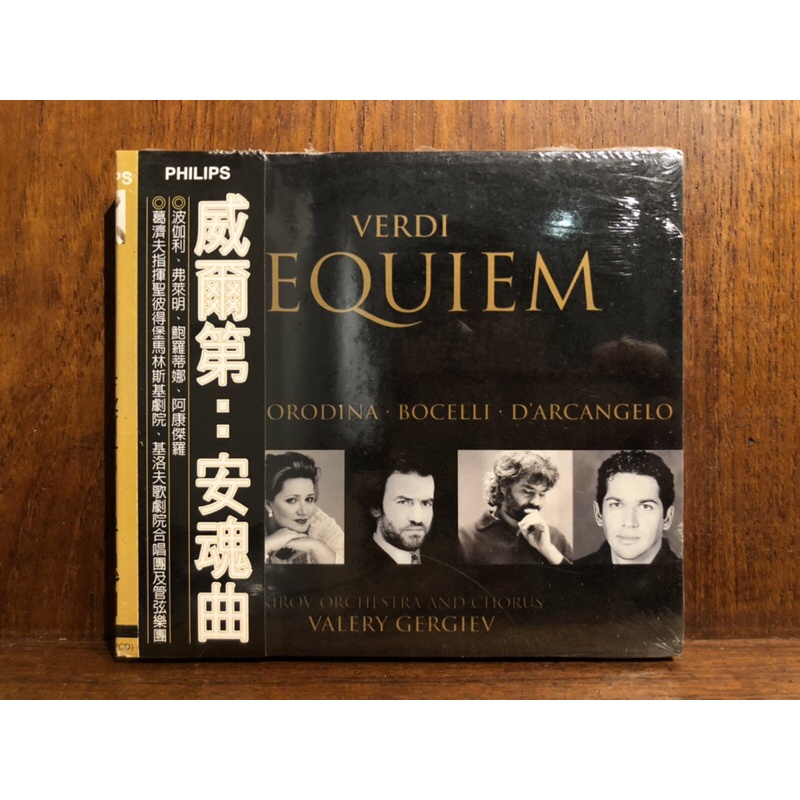 PS
PHILIPS
威爾第：安魂曲
◎波伽利、弗萊明、鮑羅蒂娜、阿康傑羅
◎葛濟夫指揮聖彼得堡馬林斯基劇院、基洛夫歌劇院合唱團及管弦樂團
VERDI
EQUIEM
ORODINA · BOCELLI · D'ARCANGELO
KIROV ORCHESTRA AND CHORUS
VALERY GERGIEV
CD)